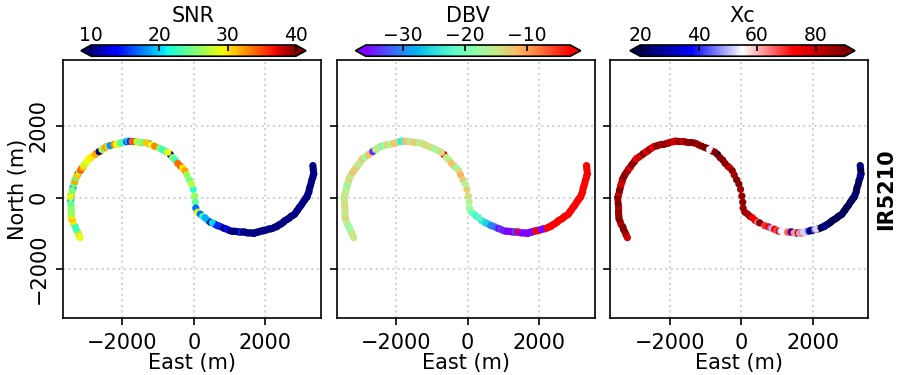 SNR
DBV
Xc
10 20 30 40
−30 −20 −10
20 40 60 80
North (m)
2000
0
−2000
−2000 0 2000
−2000 0 2000
−2000 0 2000
East (m)
East (m)
East (m)
IR5210